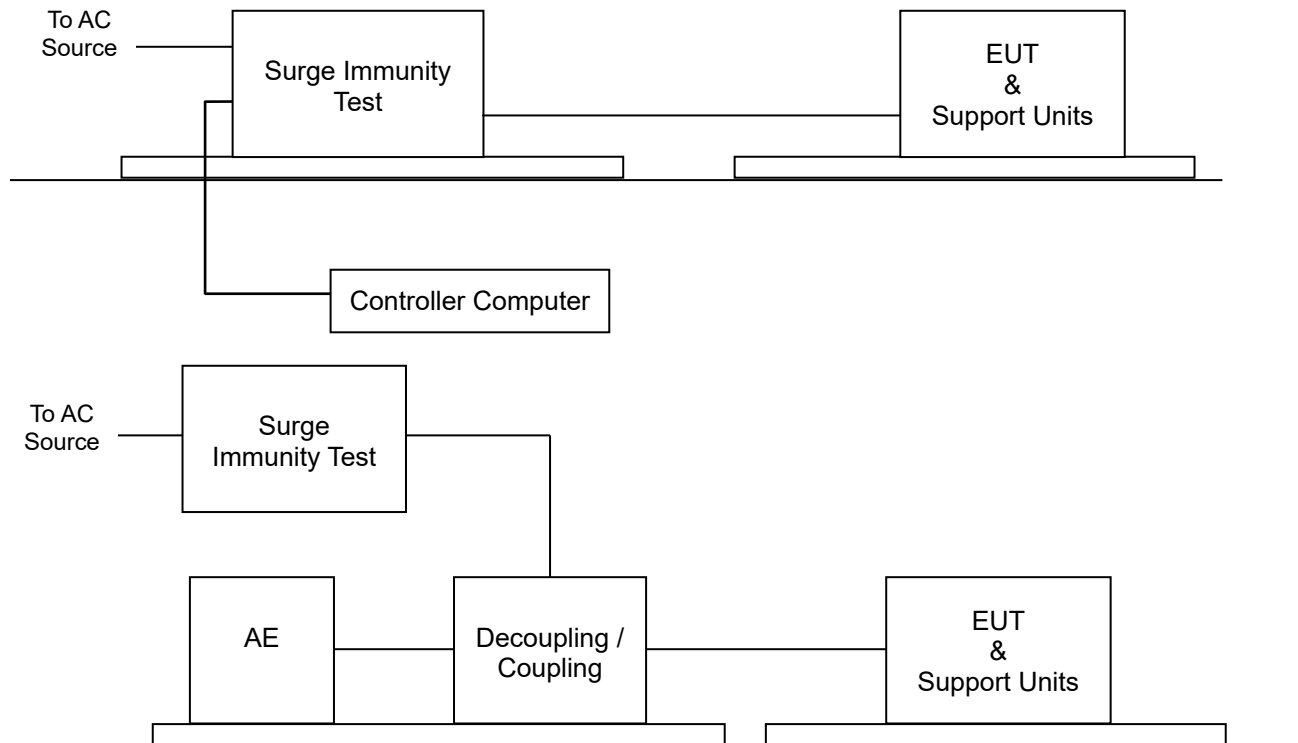 To AC
Source
Surge Immunity
Test
EUT
&
Support Units
Controller Computer
To AC
Source
Surge
Immunity Test
AE
Decoupling /
Coupling
EUT
&
Support Units